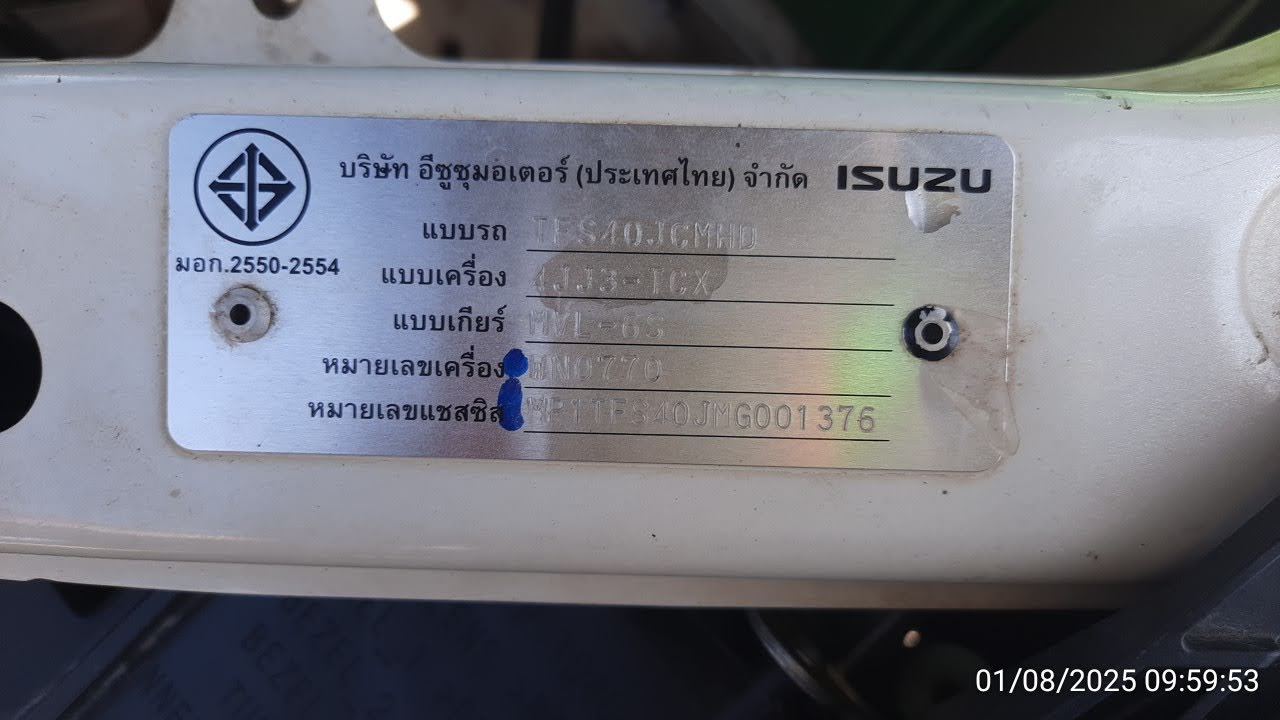 บริษัท อีซูซุมอเตอร์ (ประเทศไทย) จำกัด ISUZU
แบบรถ TFS40JCMHD
มอก.2550-2554
แบบเครื่อง 4JJ3-TCX
แบบเกียร์ MVL-6S
หมายเลขเครื่อง WN0770
หมายเลขแชสซิส MP1TFS40JMG001376
01/08/2025 09:59:53